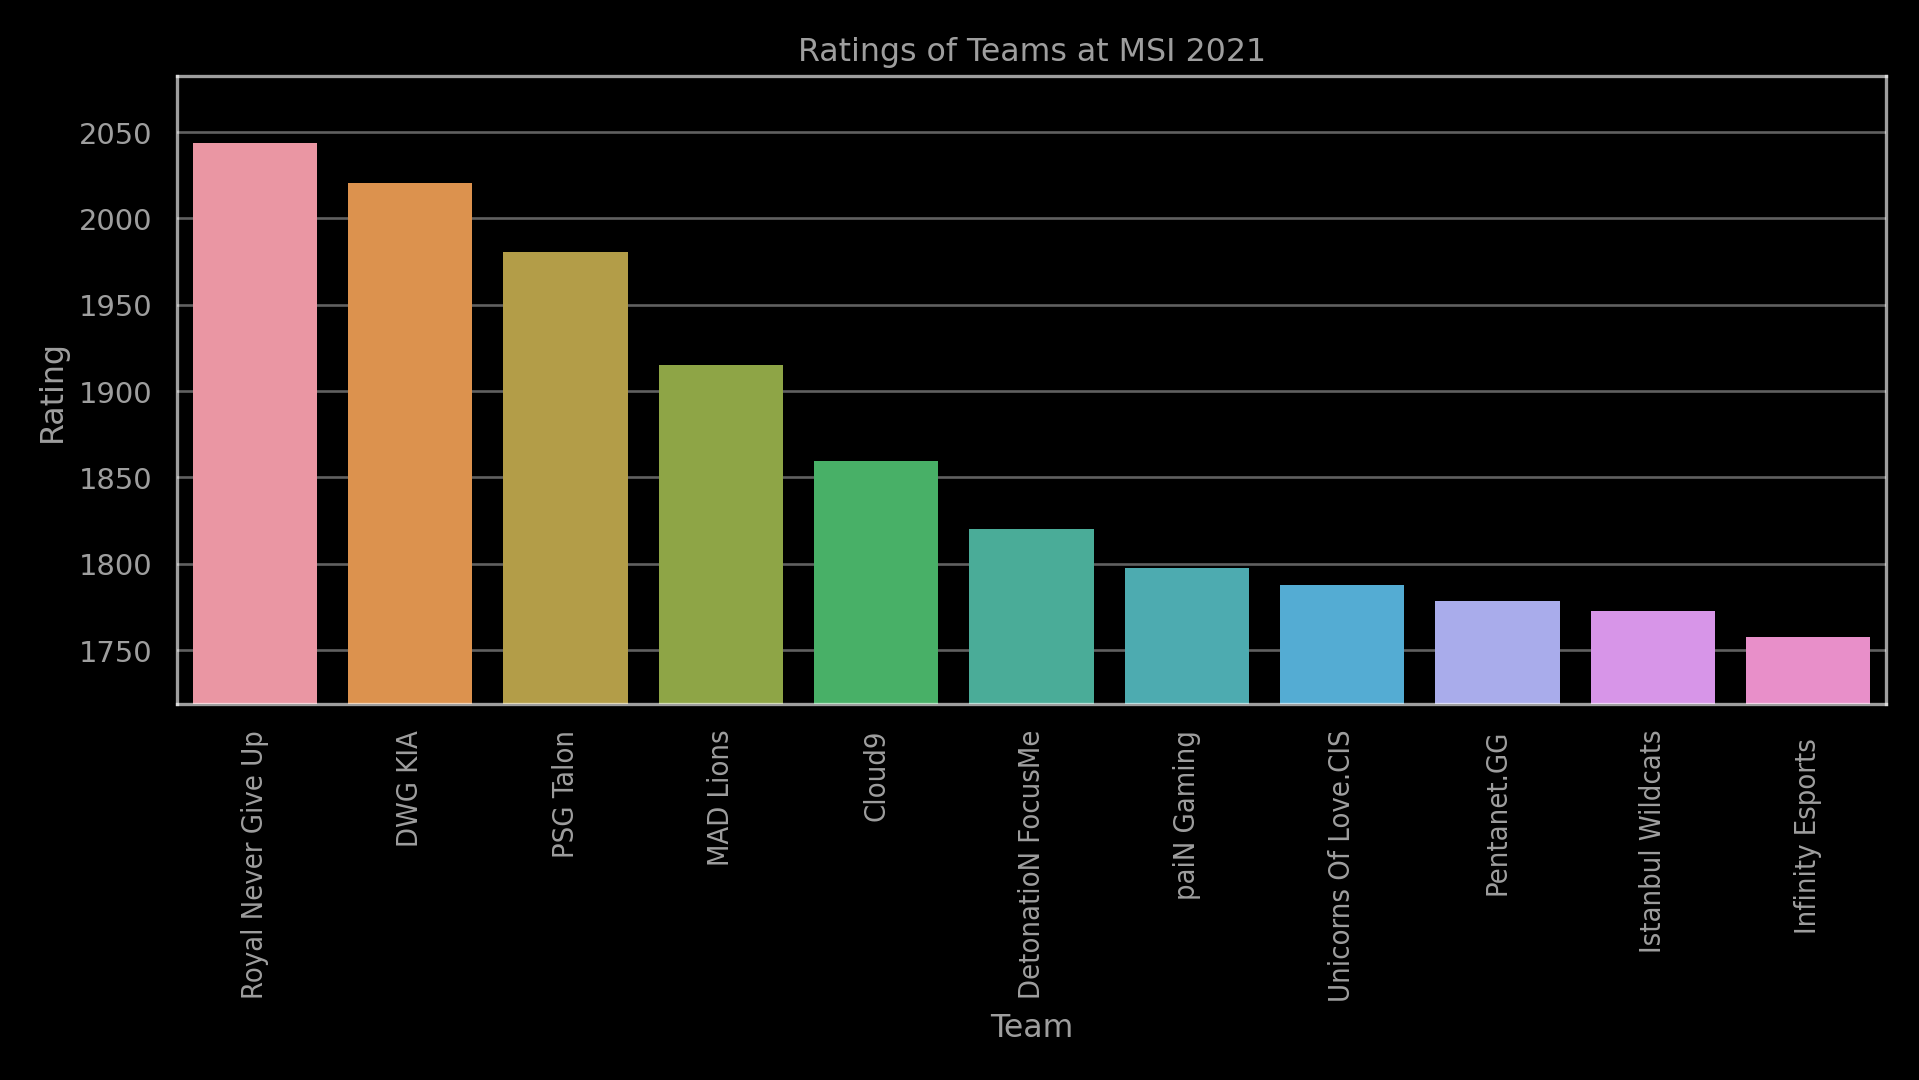 Ratings of Teams at MSI 2021
Rating
2050
2000
1950
1900
1850
1800
1750
Royal Never Give Up
DWG KIA
PSG Talon
MAD Lions
Cloud9
DetonatioN FocusMe
paiN Gaming
Unicorns Of Love.CIS
Pentanet.GG
Istanbul Wildcats
Infinity Esports
Team